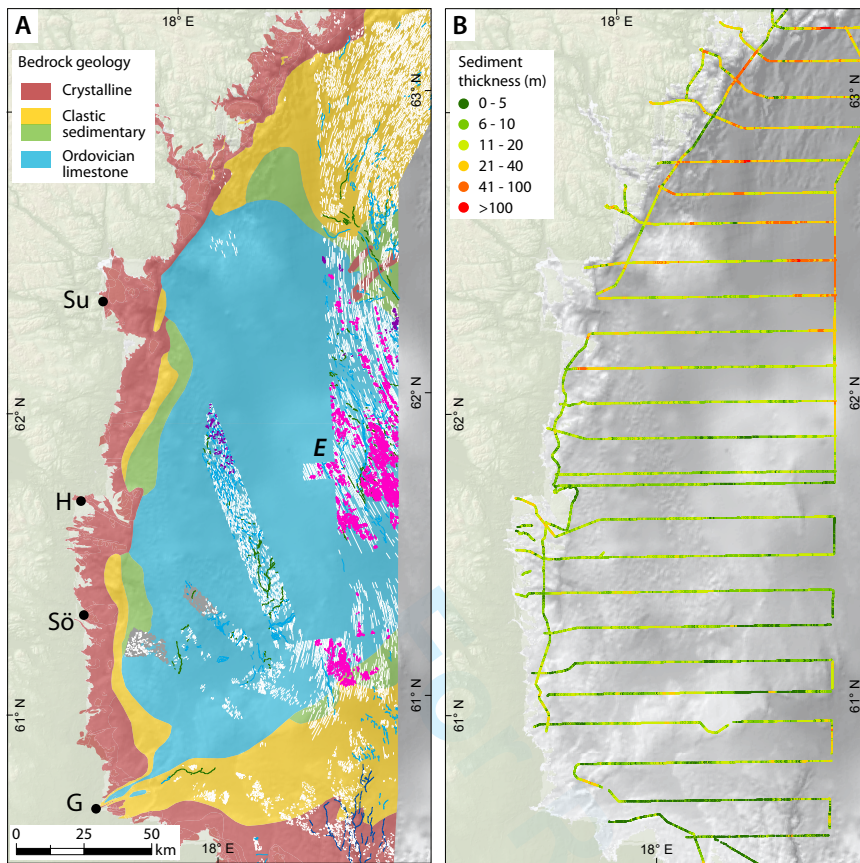 A
18° E
Bedrock geology
Crystalline
Clastic
sedimentary
Ordovician
limestone
63° N
Su
62° N
62° N
E
H
Sö
61° N
61° N
G
0 25 50
km
18° E
B
18° E
Sediment
thickness (m)
0 - 5
6 - 10
11 - 20
21 - 40
41 - 100
>100
63° N
62° N
62° N
61° N
61° N
18° E